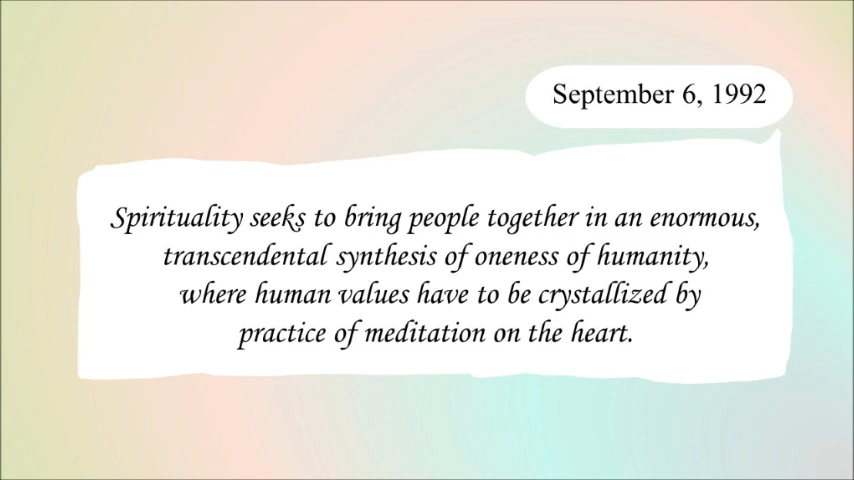 September 6, 1992
Spirituality seeks to bring people together in an enormous,
transcendental synthesis of oneness of humanity,
where human values have to be crystallized by
practice of meditation on the heart.